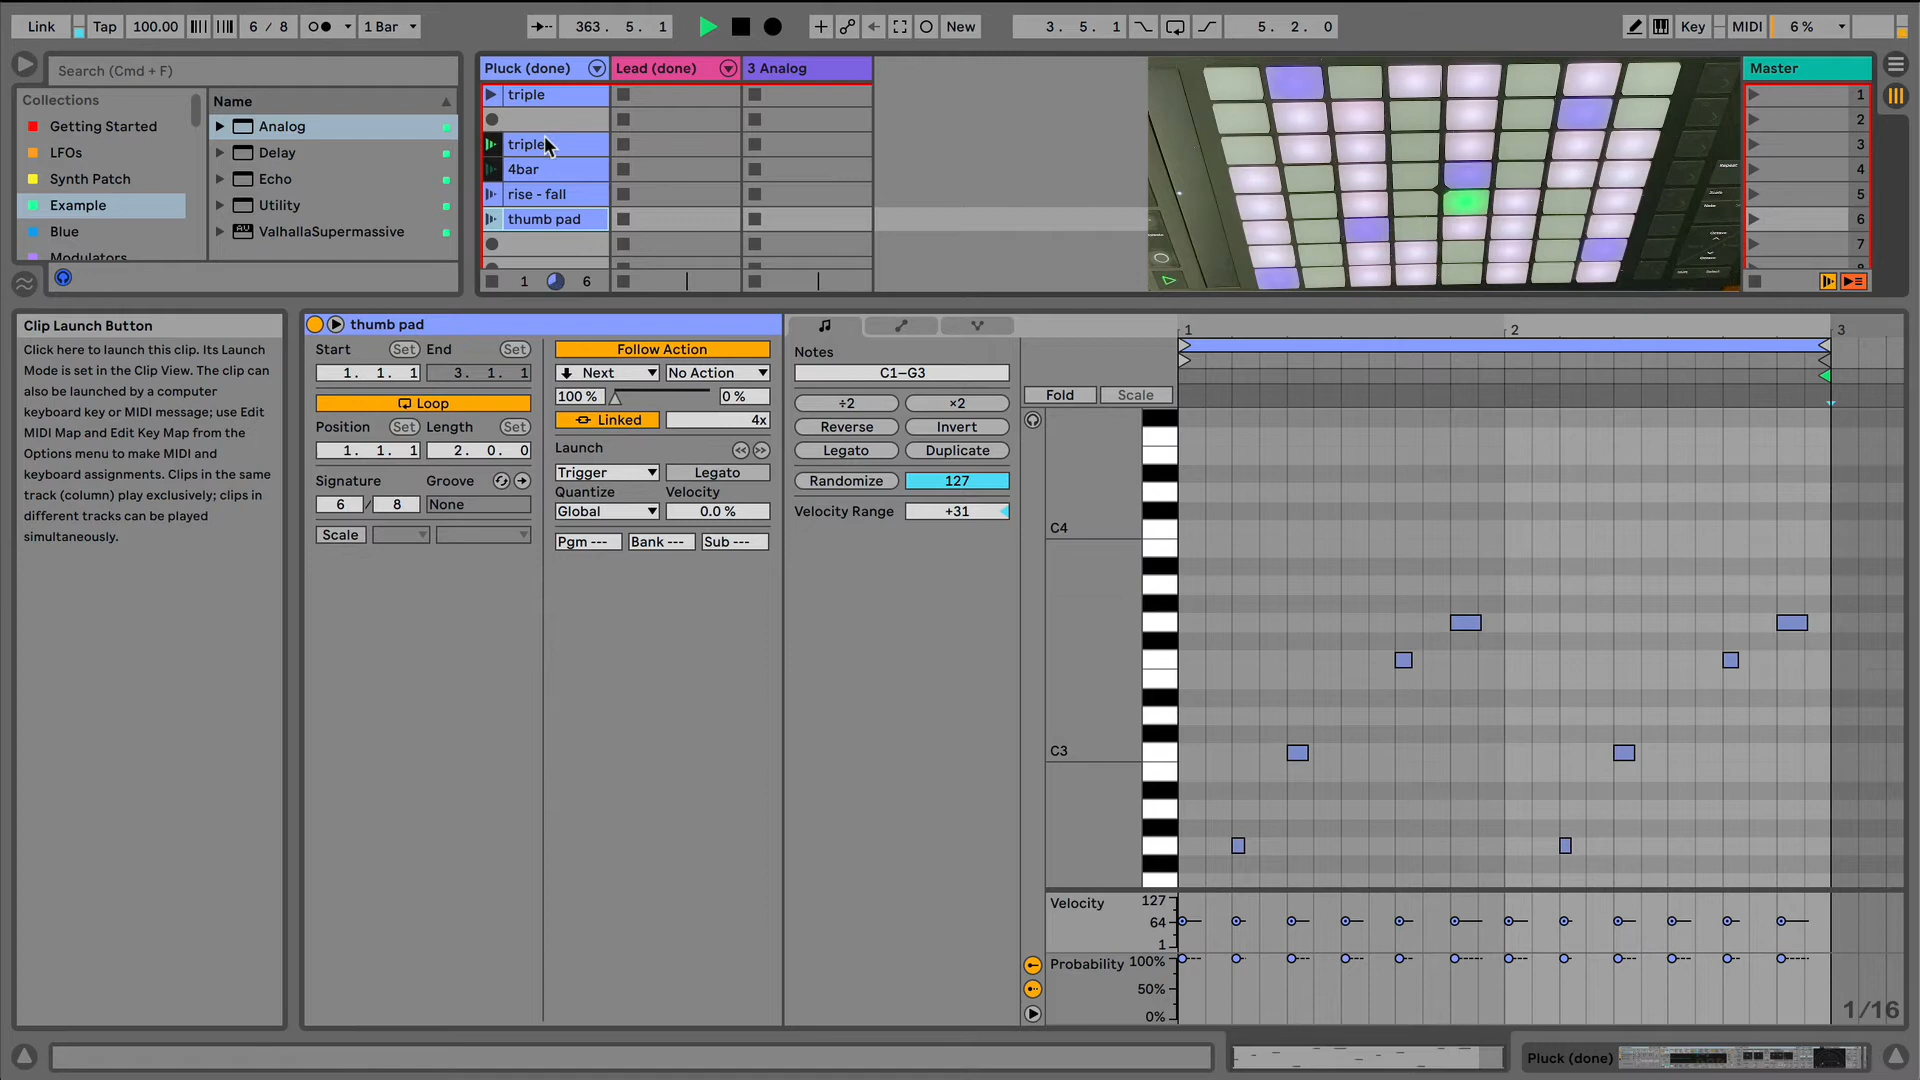 Link Tap 100.00 6 / 8 1 Bar 363. 5. 1 New 3. 5. 1 5. 2. 0 Key MIDI 6 %
Search (Cmd + F)
Collections
Getting Started
LFOs
Synth Patch
Example
Blue
Modulators
Name
Analog
Delay
Echo
Utility
ValhallaSupermassive
Pluck (done) Lead (done) 3 Analog
triple
triple
4bar
rise - fall
thumb pad
1 6
Master
1
2
3
4
5
6
7
Clip Launch Button
Click here to launch this clip. Its Launch
Mode is set in the Clip View. The clip can
also be launched by a computer
keyboard key or MIDI message; use Edit
MIDI Map and Edit Key Map from the
Options menu to make MIDI and
keyboard assignments. Clips in the same
track (column) play exclusively; clips in
different tracks can be played
simultaneously.
thumb pad
Start Set End Set
1. 1. 1 3. 1. 1
Loop
Position Set Length Set
1. 1. 1 2. 0. 0
Signature Groove
6 / 8 None
Scale
Follow Action
Next No Action
100 % 0 %
Linked 4x
Launch
Trigger Legato
Quantize Velocity
Global 0.0 %
Pgm --- Bank --- Sub ---
Notes
C1–G3
÷2 ×2
Reverse Invert
Legato Duplicate
Randomize 127
Velocity Range +31
Fold Scale
1 2 3
C4
C3
Velocity 127
64
1
Probability 100%
50%
0%
1/16
Pluck (done)